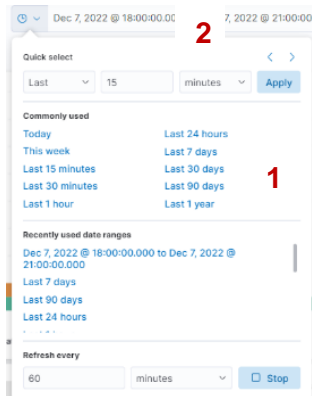 Dec 7, 2022 @ 18:00:00.00 7, 2022 @ 21:00:00
2
Quick select
Last 15 minutes Apply
Commonly used
Today Last 24 hours
This week Last 7 days
Last 15 minutes Last 30 days
Last 30 minutes Last 90 days
1
Last 1 hour Last 1 year
Recently used date ranges
Dec 7, 2022 @ 18:00:00.000 to Dec 7, 2022 @
21:00:00.000
Last 7 days
Last 90 days
Last 24 hours
Refresh every
60 minutes Stop